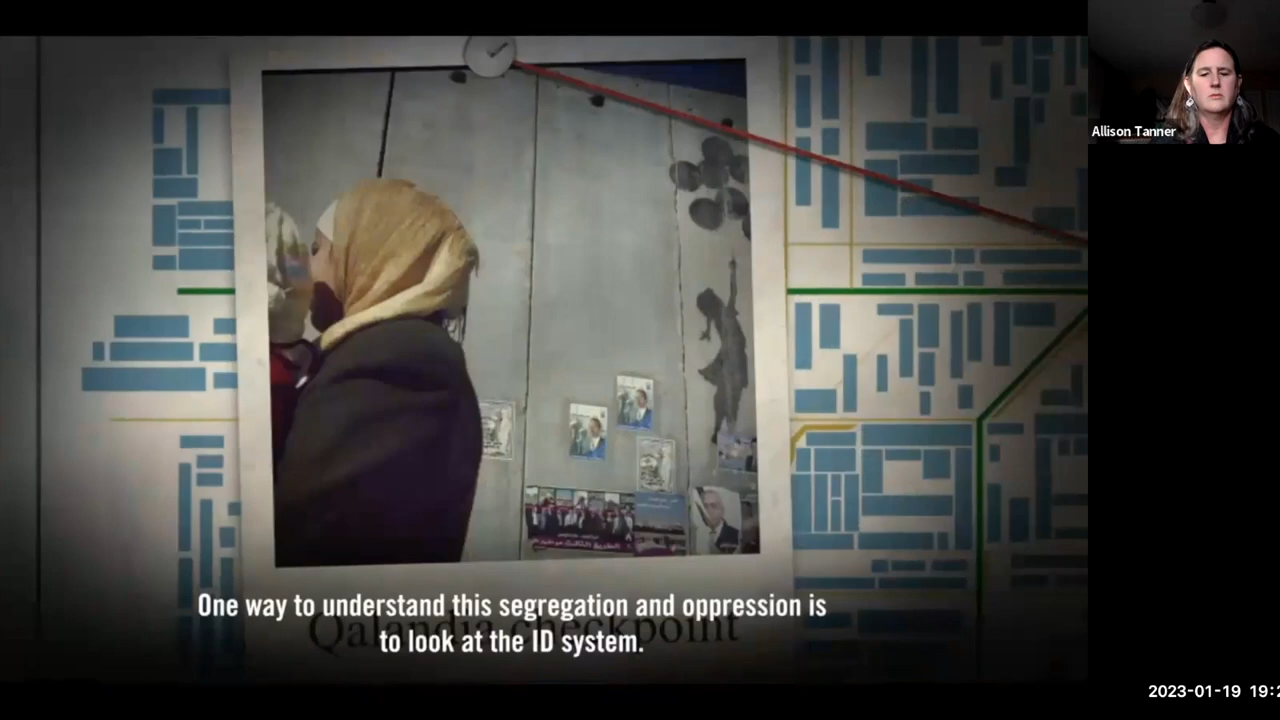 Allison Tanner
One way to understand this segregation and oppression is
to look at the ID system.
Qalandia checkpoint
2023-01-19 19:2